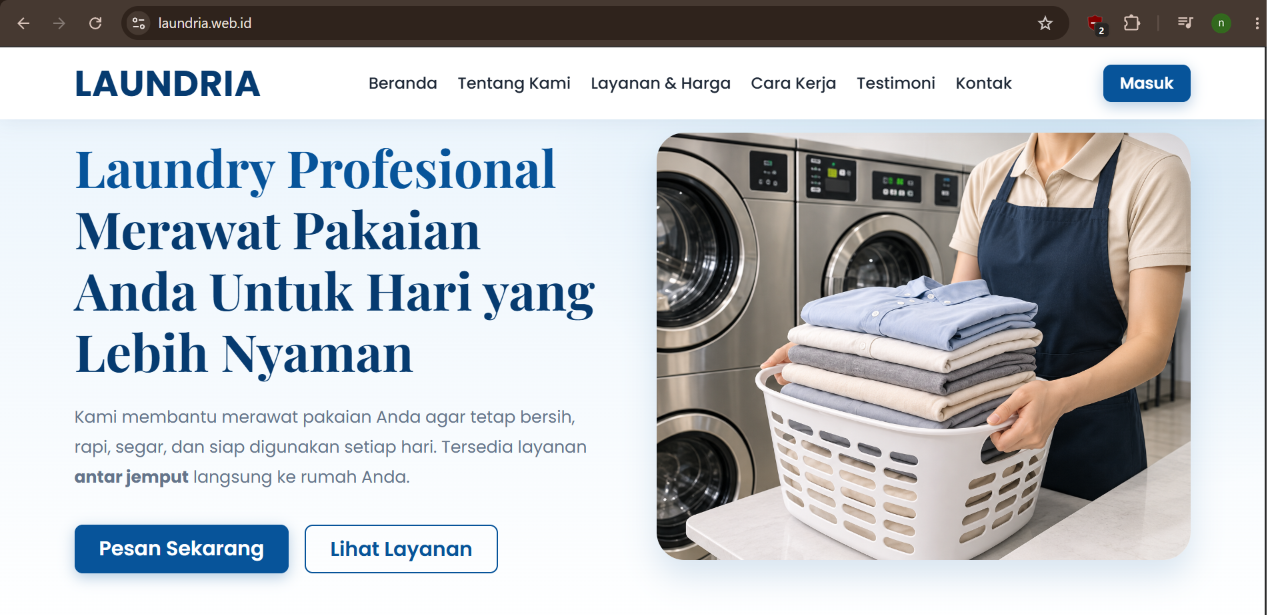 laundria.web.id
2
n
LAUNDRIA
Beranda
Tentang Kami
Layanan & Harga
Cara Kerja
Testimoni
Kontak
Masuk
Laundry Profesional
Merawat Pakaian
Anda Untuk Hari yang
Lebih Nyaman
Kami membantu merawat pakaian Anda agar tetap bersih,
rapi, segar, dan siap digunakan setiap hari. Tersedia layanan
antar jemput langsung ke rumah Anda.
Pesan Sekarang
Lihat Layanan